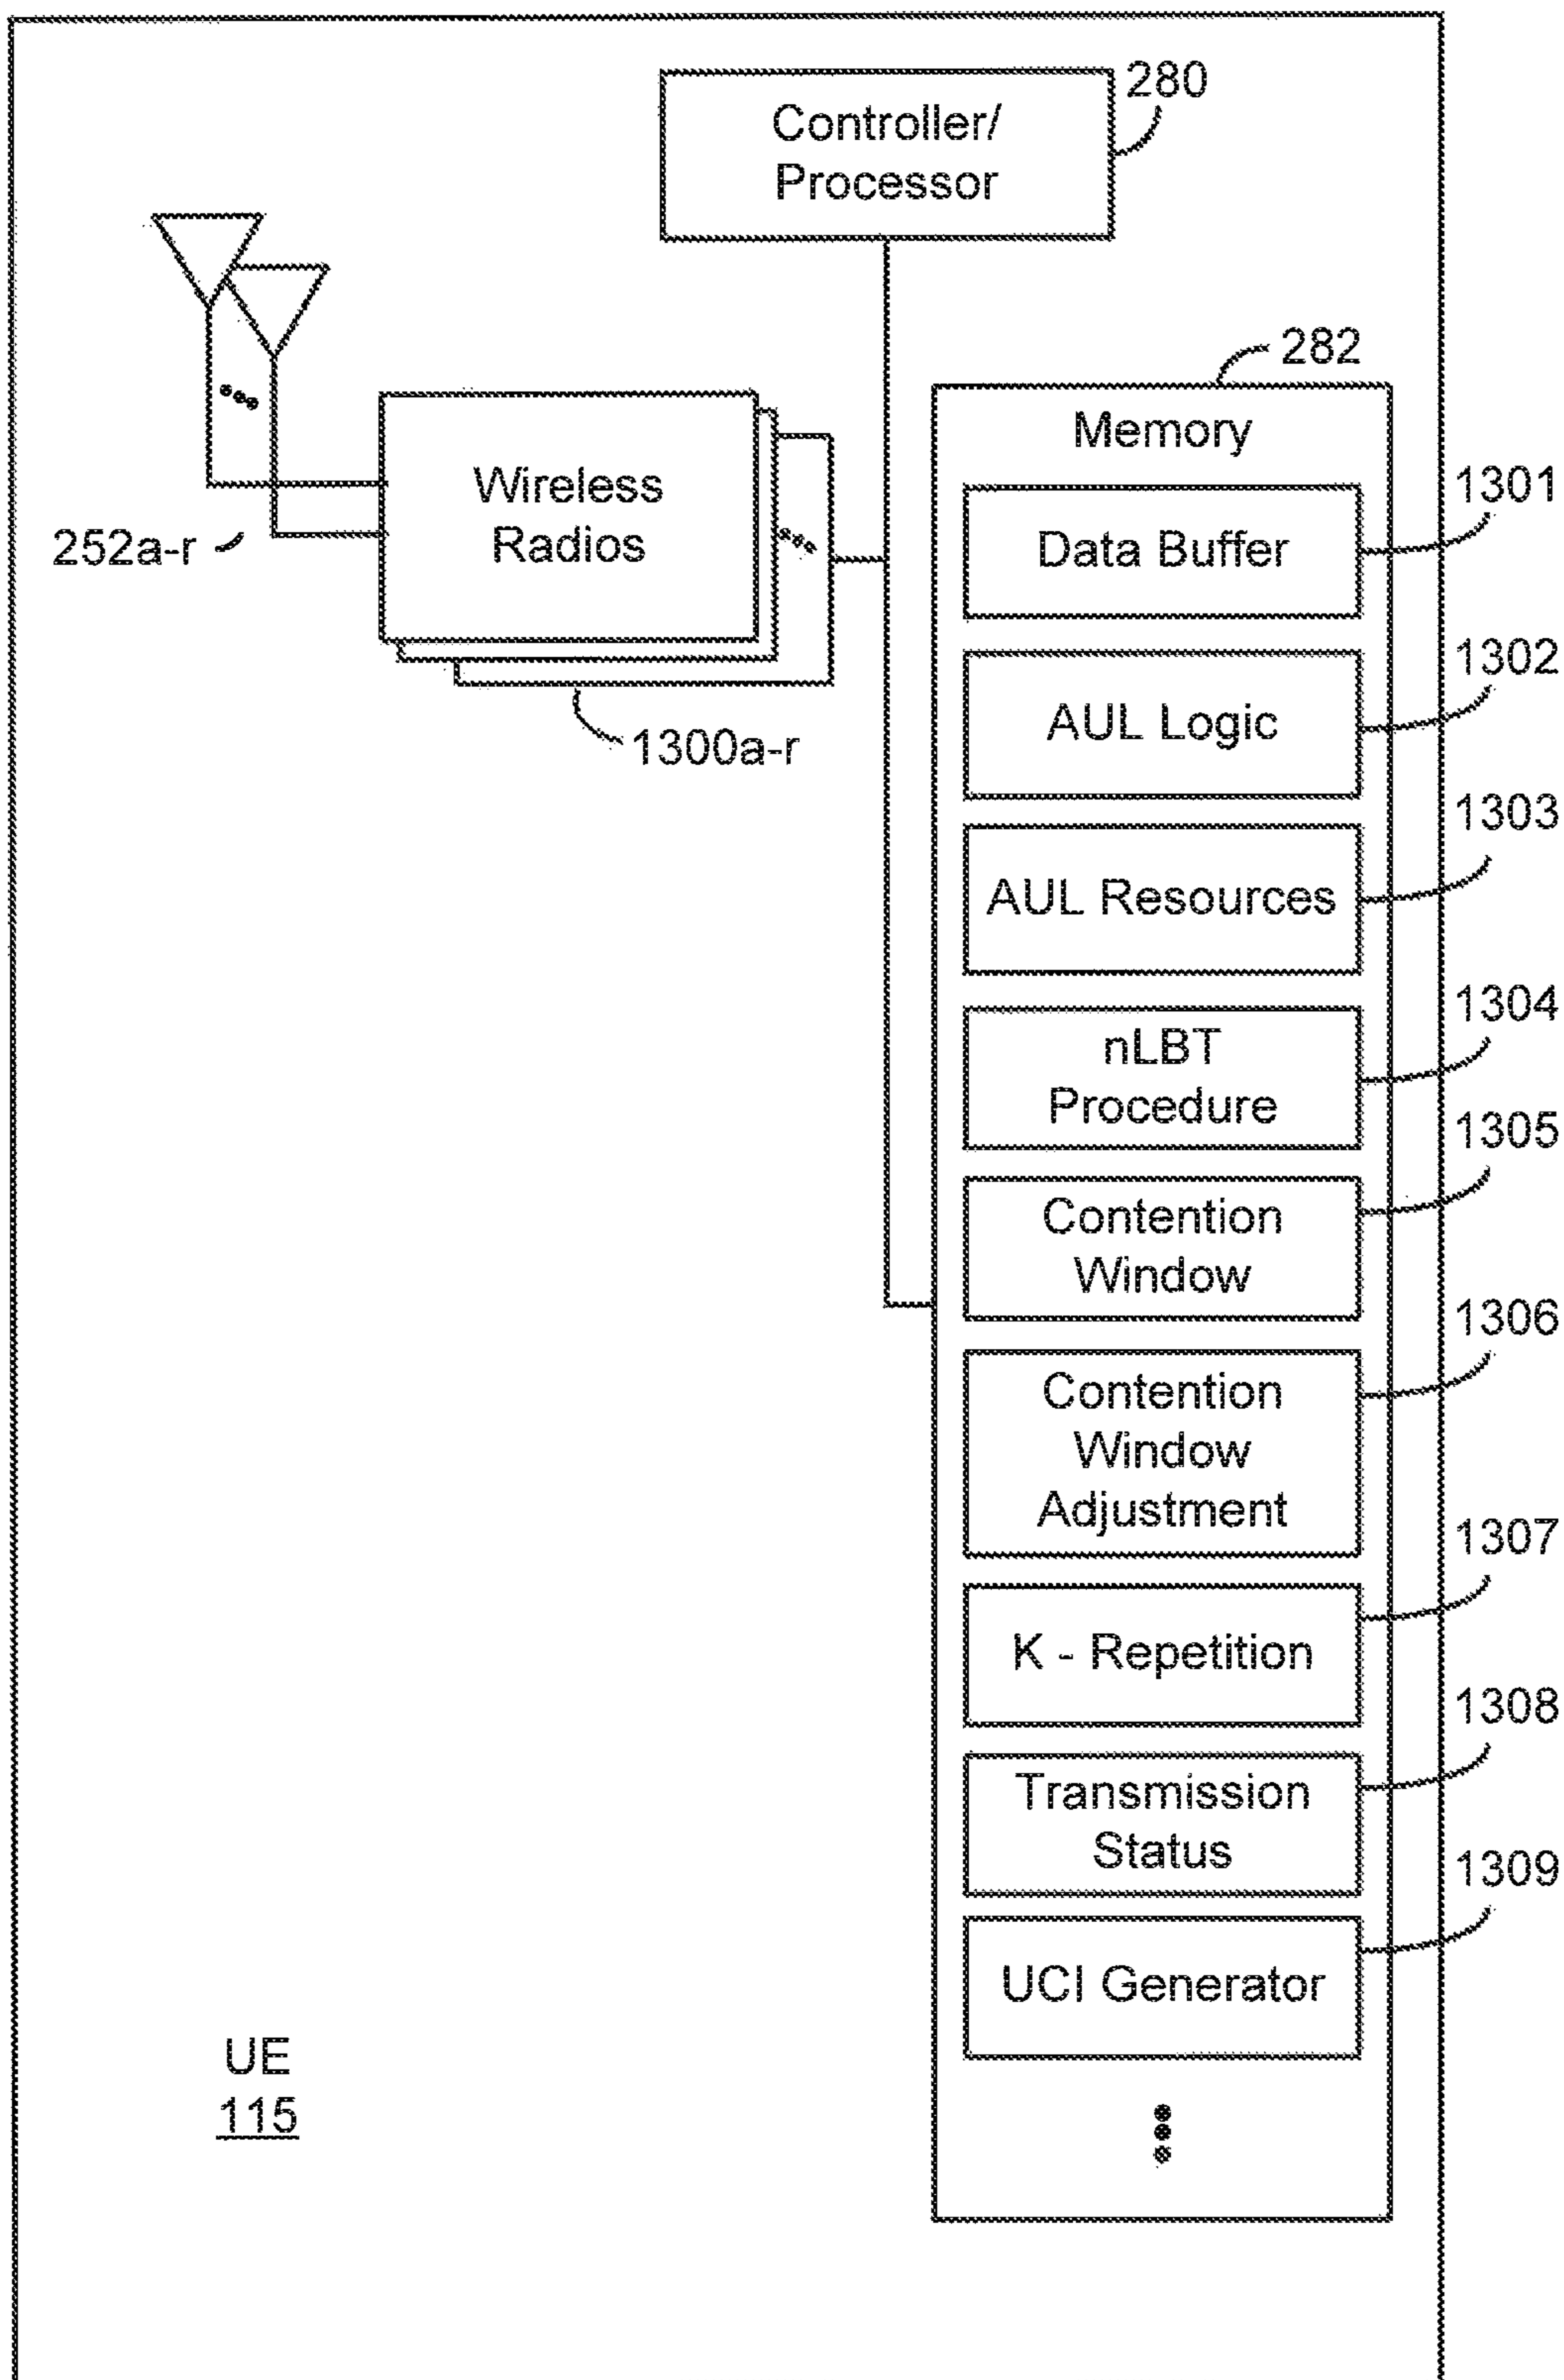 280
Controller/
Processor
282
Memory
252a-r
Wireless
Radios
1300a-r
1301
Data Buffer
1302
AUL Logic
1303
AUL Resources
1304
nLBT
Procedure
1305
Contention
Window
1306
Contention
Window
Adjustment
1307
K - Repetition
1308
Transmission
Status
1309
UCI Generator
UE
115